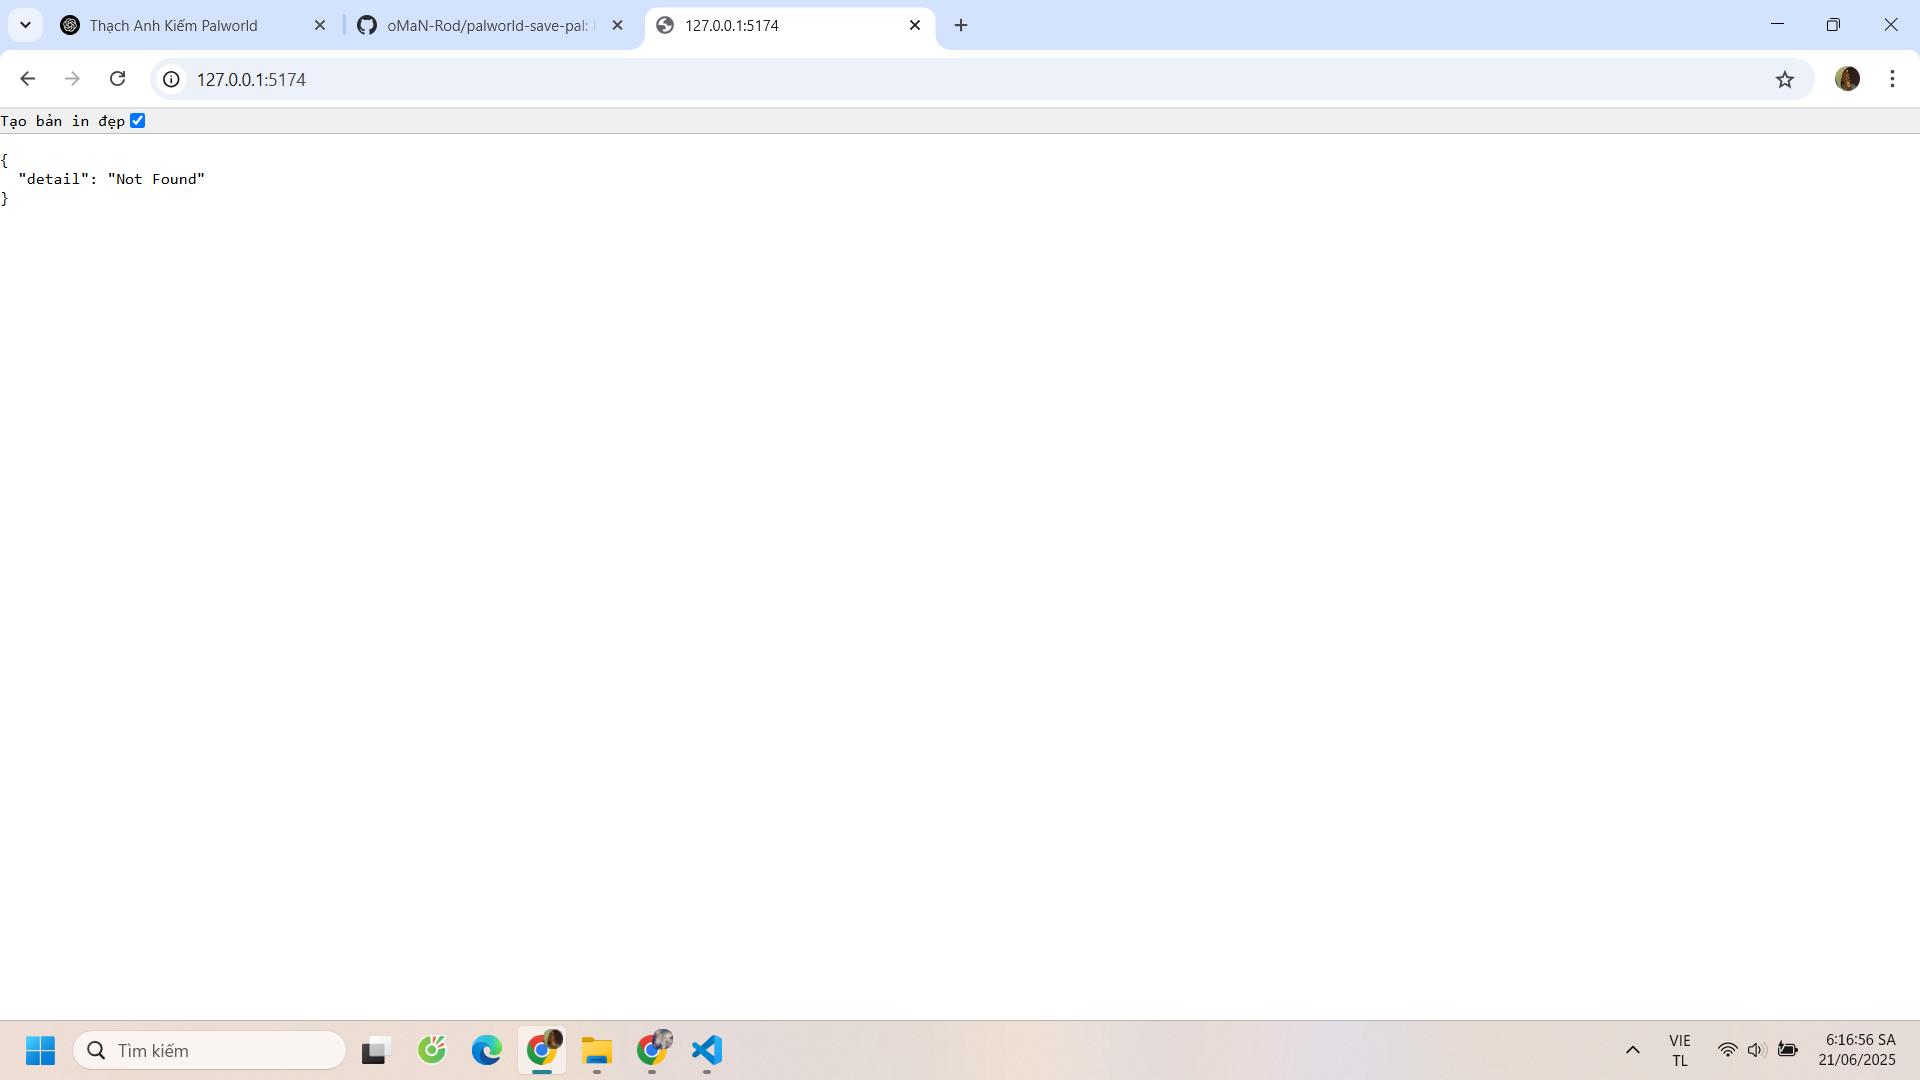 Thạch Anh Kiếm Palworld
oMaN-Rod/palworld-save-pal:
127.0.0.1:5174
127.0.0.1:5174
Tạo bản in đẹp
{
"detail": "Not Found"
}
Tìm kiếm
VIE
TL
6:16:56 SA
21/06/2025